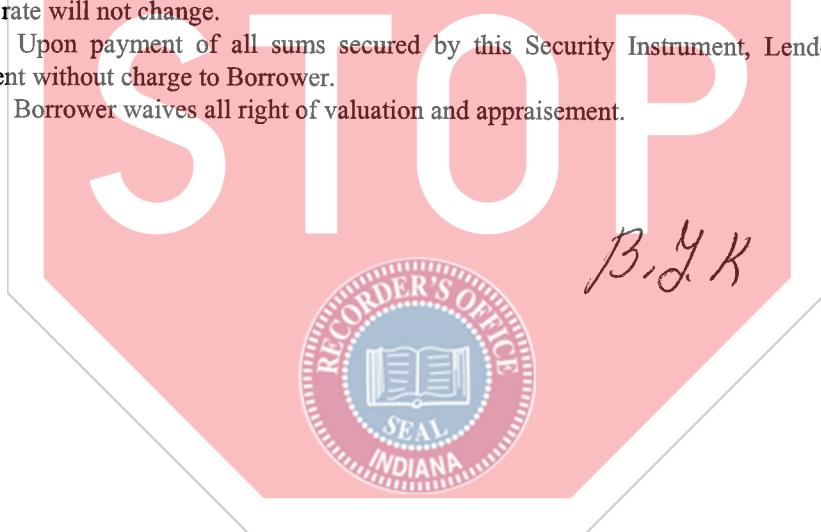 rate will not change.
Upon payment of all sums secured by this Security Instrument, Lend
ent without charge to Borrower.
Borrower waives all right of valuation and appraisement.
STOP
B.J.K
RECORDER'S OFFICE
SEAL
INDIANA